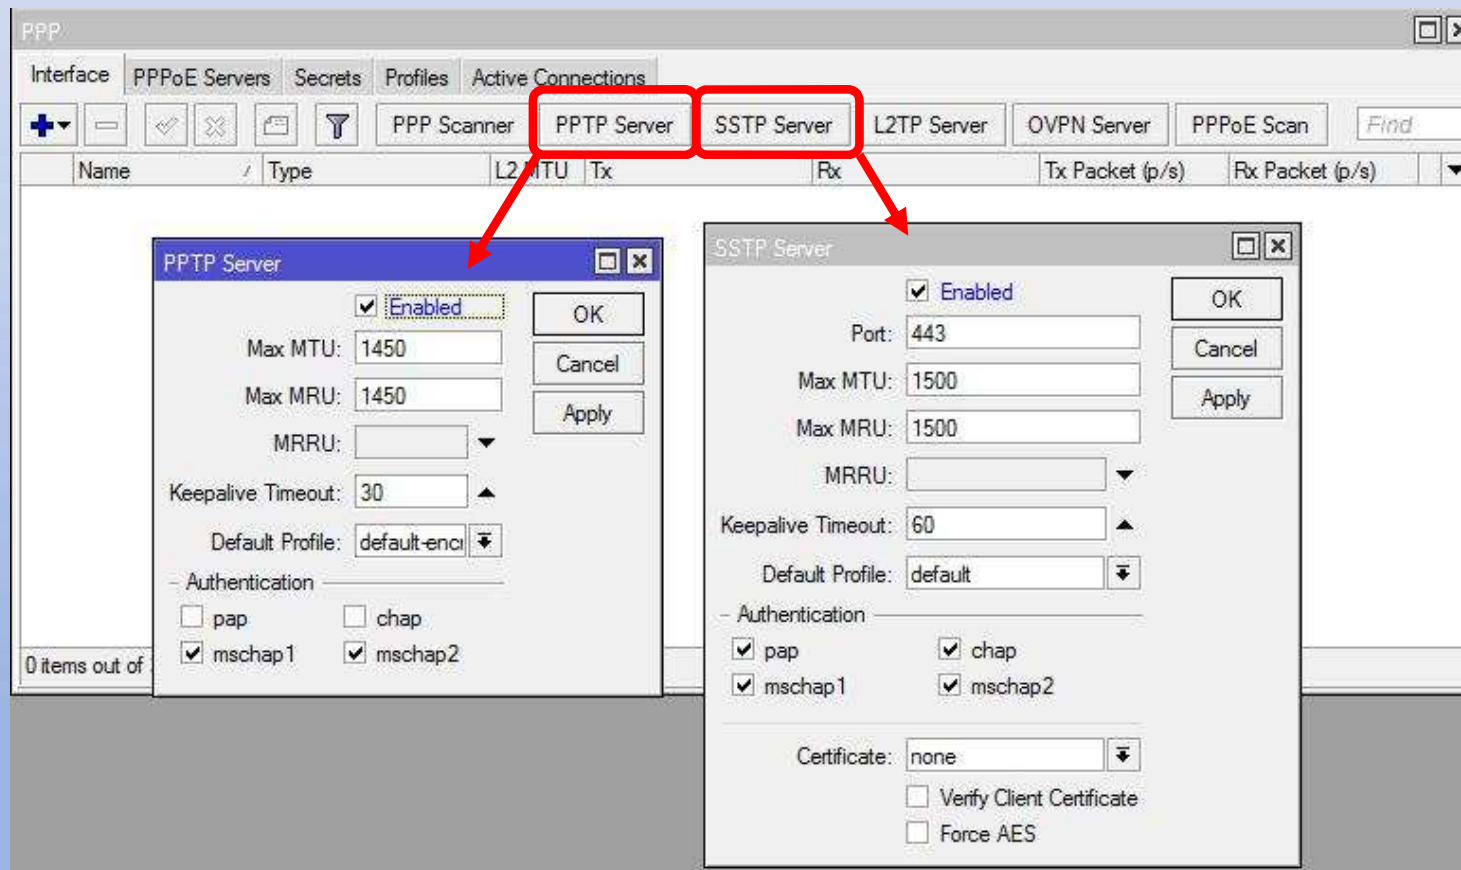 PPP
Interface PPPoE Servers Secrets Profiles Active Connections
PPP Scanner PPTP Server SSTP Server L2TP Server OVPN Server PPPoE Scan Find
Name / Type L2 MTU Tx Rx Tx Packet (p/s) Rx Packet (p/s)
PPTP Server
Enabled
OK
Max MTU: 1450
Cancel
Max MRU: 1450
Apply
MRRU:
Keepalive Timeout: 30
Default Profile: default-encr
Authentication
pap chap
mschap1 mschap2
0 items out of
SSTP Server
Enabled
OK
Port: 443
Cancel
Max MTU: 1500
Apply
Max MRU: 1500
MRRU:
Keepalive Timeout: 60
Default Profile: default
Authentication
pap chap
mschap1 mschap2
Certificate: none
Verify Client Certificate
Force AES